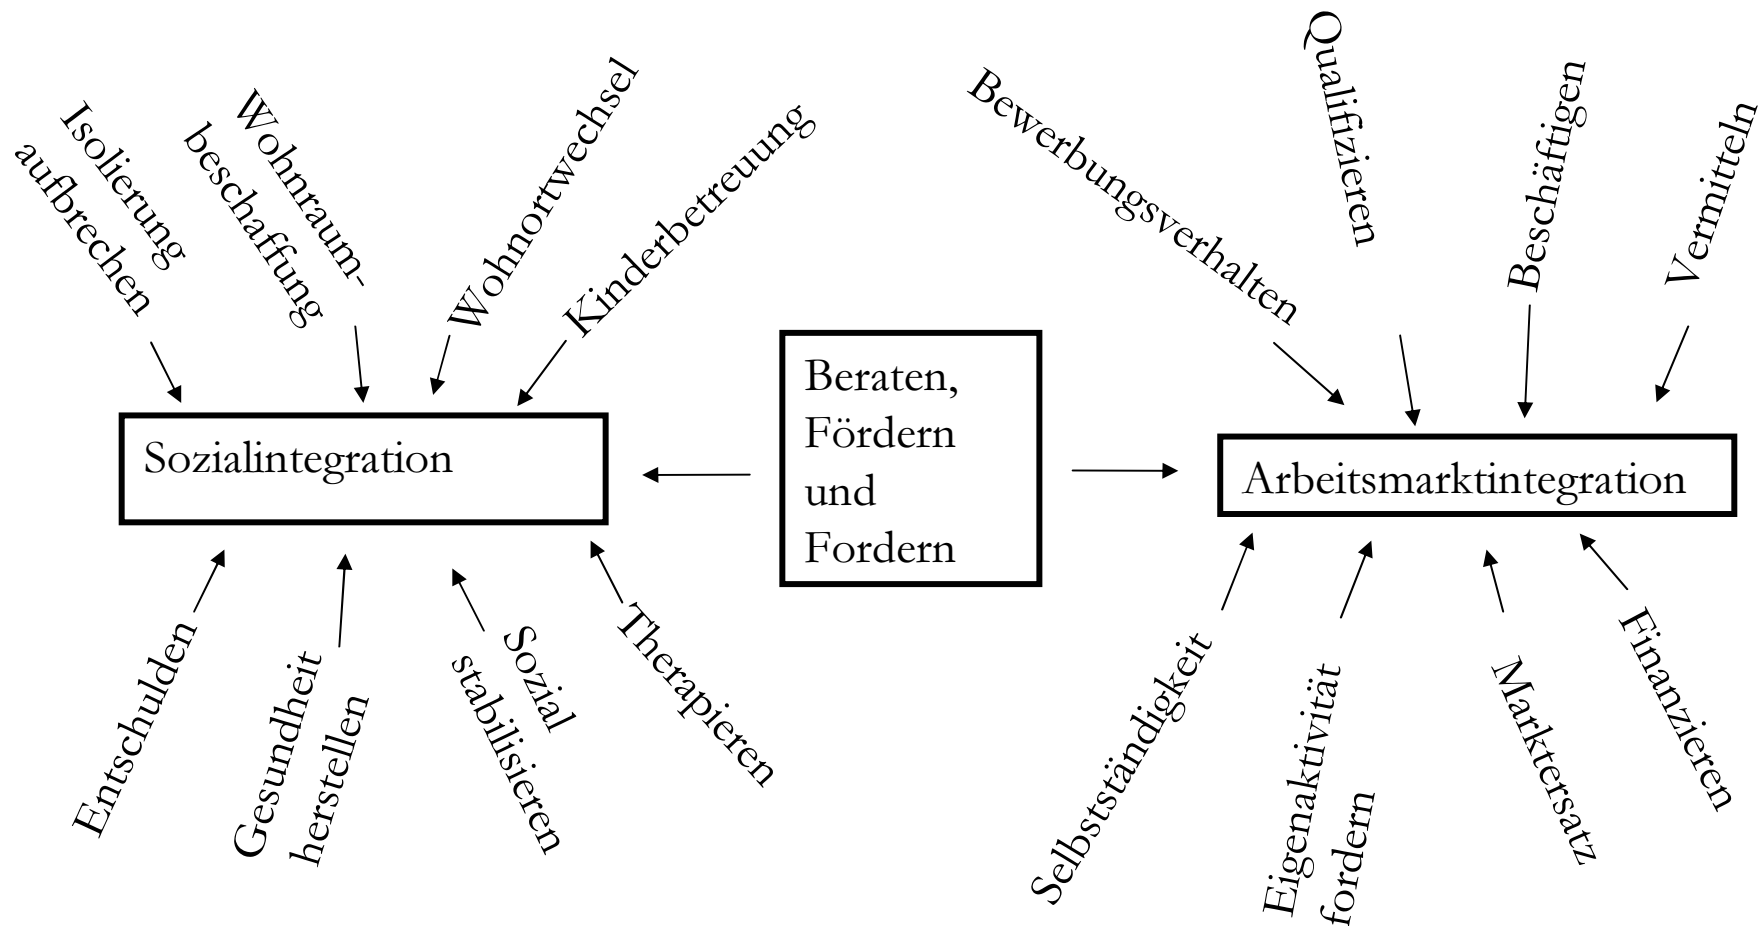 Isolierung
aufbrechen
Wohnraum-
beschaffung
Wohnortwechsel
Kinderbetreuung
Bewerbungsverhalten
Qualifizieren
Beschäftigen
Vermitteln
Sozialintegration
Beraten,
Fördern
und
Fordern
Arbeitsmarktintegration
Entschulden
Gesundheit
herstellen
Sozial
stabilisieren
Therapieren
Selbstständigkeit
Eigenaktivität
fordern
Marktersatz
Finanzieren